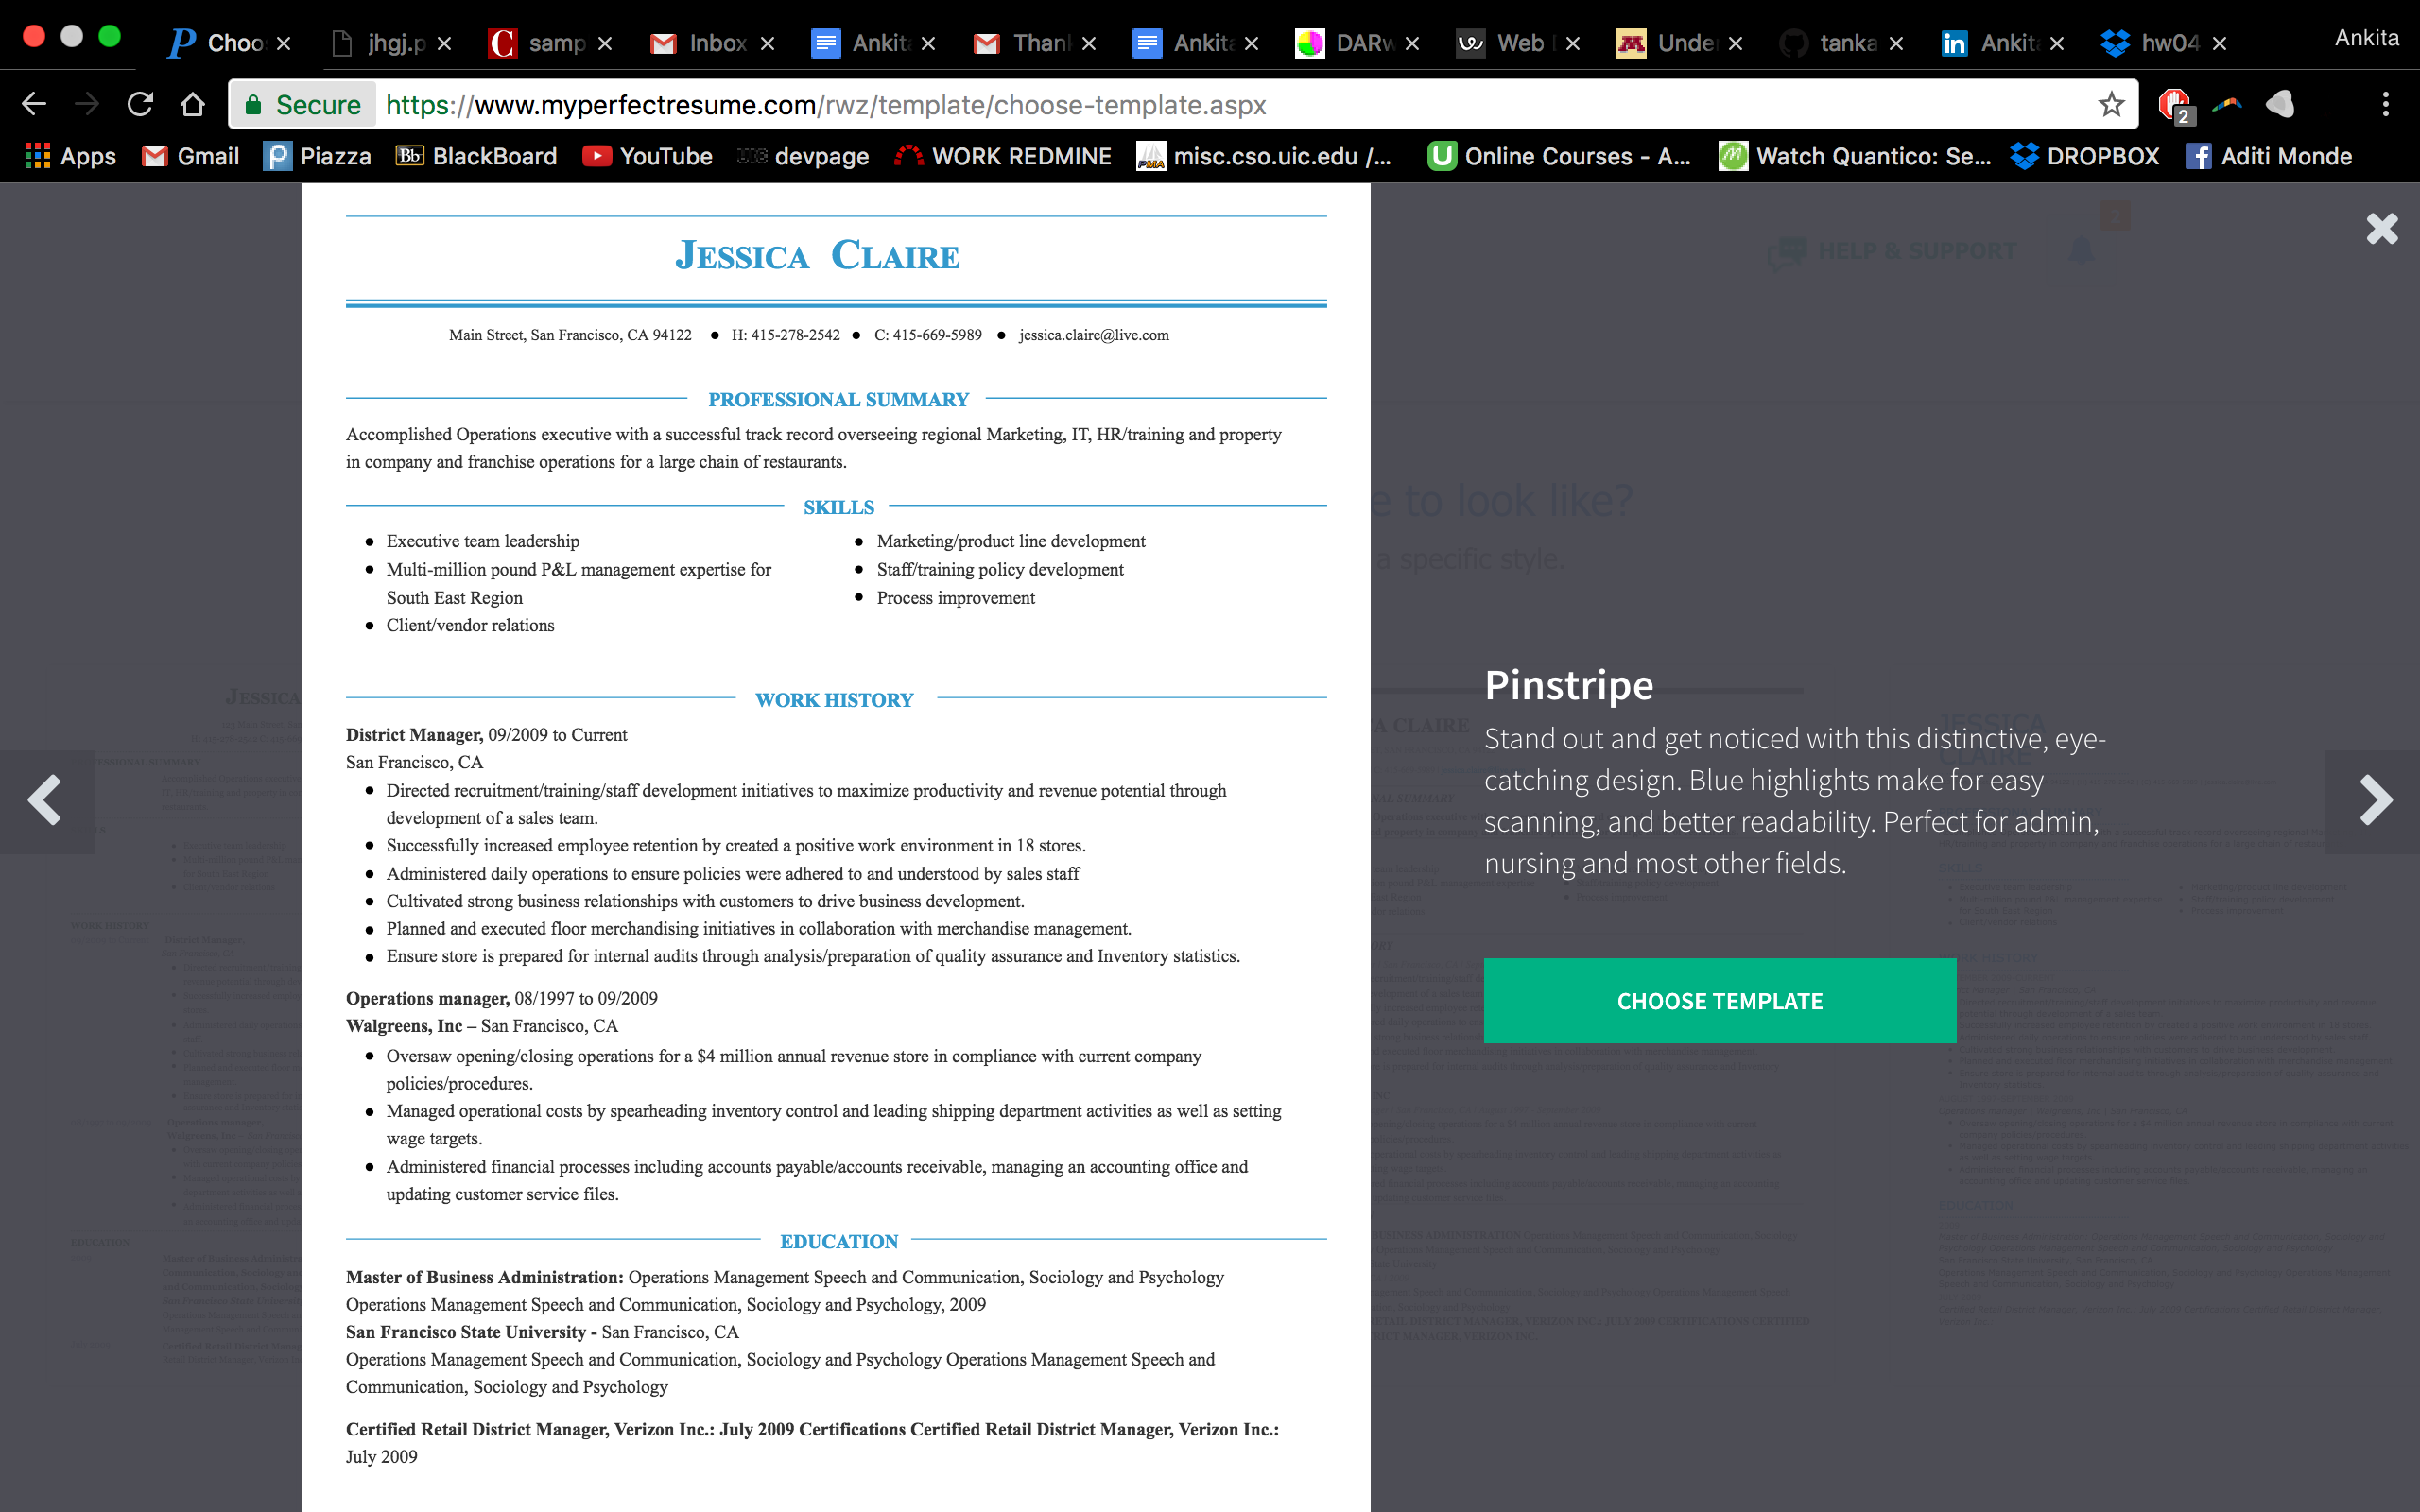 Choo
jhgj.p
samp
Inbox
Ankit
Than
Ankit
DARw
Web
Unde
tanka
Ankit
hw04
Ankita
Secure
https://www.myperfectresume.com/rwz/template/choose-template.aspx
2
Apps
Gmail
Piazza
Bb
BlackBoard
YouTube
devpage
WORK REDMINE
PMA
misc.cso.uic.edu /...
Online Courses - A...
Watch Quantico: Se...
DROPBOX
Aditi Monde
2
HELP & SUPPORT
e to look like?
a specific style.
JESSICA CLAIRE
Main Street, San Francisco, CA 94122 ● H: 415-278-2542 ● C: 415-669-5989 ● jessica.claire@live.com
PROFESSIONAL SUMMARY
Accomplished Operations executive with a successful track record overseeing regional Marketing, IT, HR/training and property
in company and franchise operations for a large chain of restaurants.
SKILLS
● Executive team leadership
● Multi-million pound P&L management expertise for
South East Region
● Client/vendor relations
● Marketing/product line development
● Staff/training policy development
● Process improvement
WORK HISTORY
District Manager, 09/2009 to Current
San Francisco, CA
● Directed recruitment/training/staff development initiatives to maximize productivity and revenue potential through
development of a sales team.
● Successfully increased employee retention by created a positive work environment in 18 stores.
● Administered daily operations to ensure policies were adhered to and understood by sales staff
● Cultivated strong business relationships with customers to drive business development.
● Planned and executed floor merchandising initiatives in collaboration with merchandise management.
● Ensure store is prepared for internal audits through analysis/preparation of quality assurance and Inventory statistics.
Operations manager, 08/1997 to 09/2009
Walgreens, Inc – San Francisco, CA
● Oversaw opening/closing operations for a $4 million annual revenue store in compliance with current company
policies/procedures.
● Managed operational costs by spearheading inventory control and leading shipping department activities as well as setting
wage targets.
● Administered financial processes including accounts payable/accounts receivable, managing an accounting office and
updating customer service files.
EDUCATION
Master of Business Administration: Operations Management Speech and Communication, Sociology and Psychology
Operations Management Speech and Communication, Sociology and Psychology, 2009
San Francisco State University - San Francisco, CA
Operations Management Speech and Communication, Sociology and Psychology Operations Management Speech and
Communication, Sociology and Psychology
Certified Retail District Manager, Verizon Inc.: July 2009 Certifications Certified Retail District Manager, Verizon Inc.:
July 2009
Pinstripe
Stand out and get noticed with this distinctive, eye-
catching design. Blue highlights make for easy
scanning, and better readability. Perfect for admin,
nursing and most other fields.
CHOOSE TEMPLATE